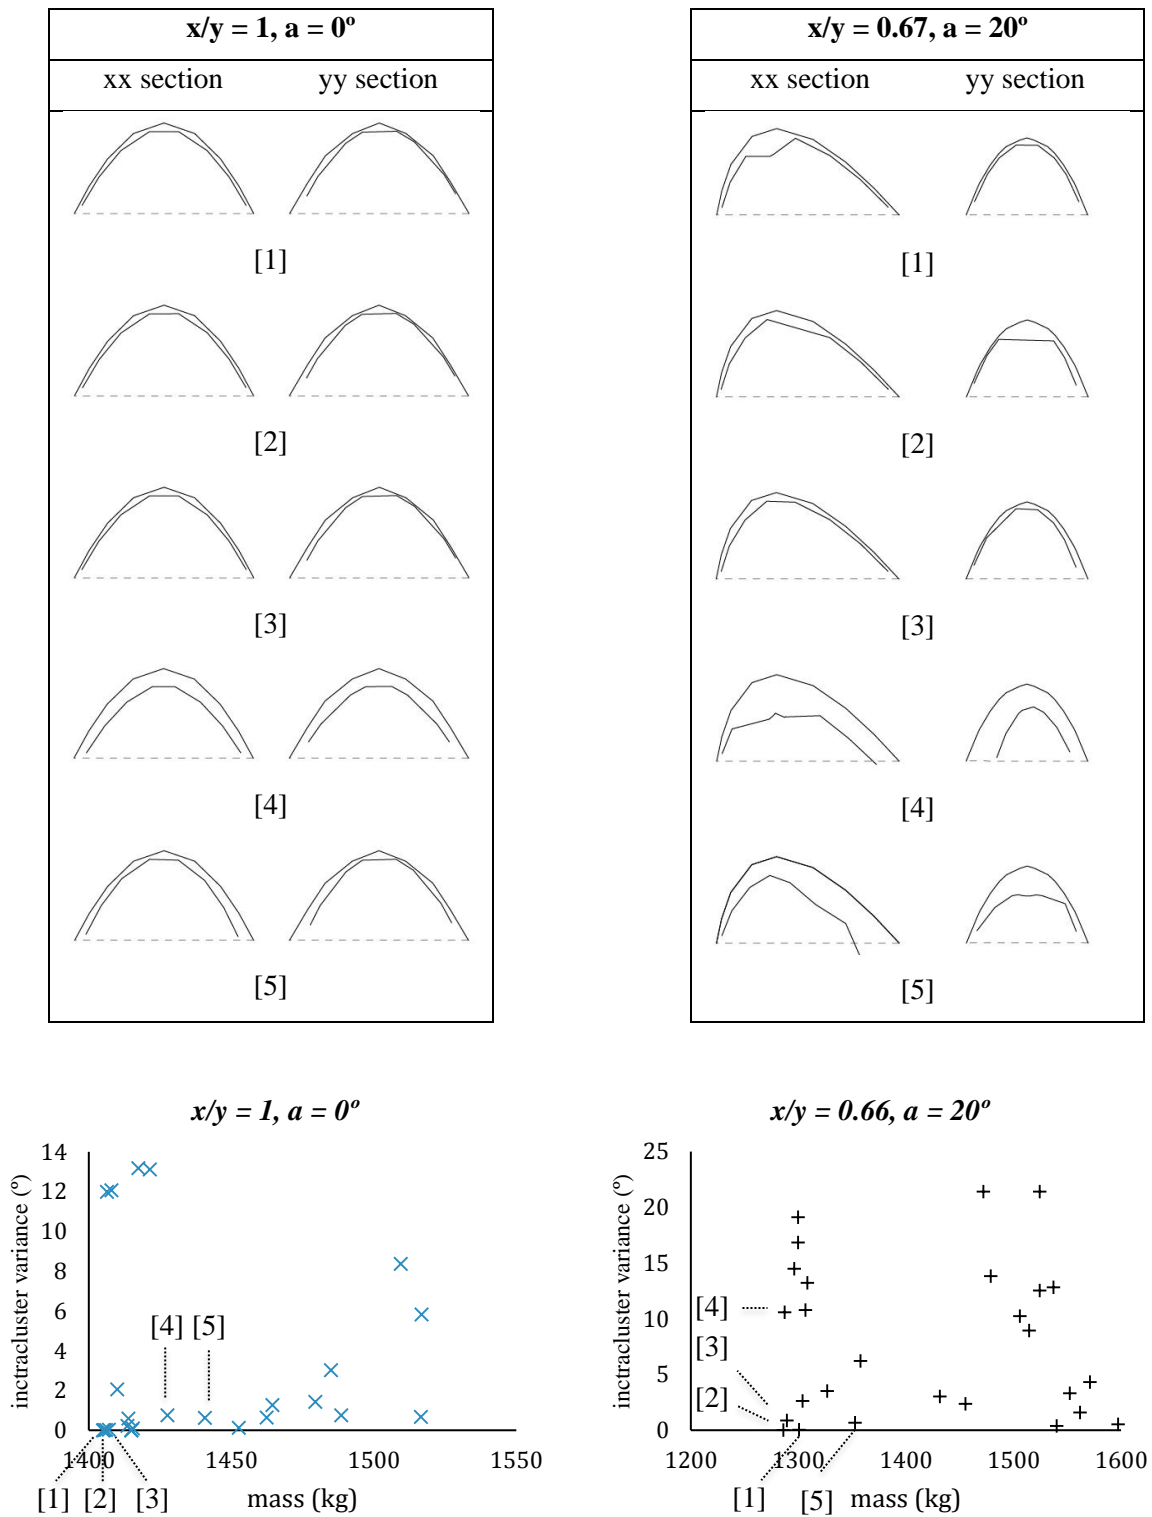 x/y = 1, a = 0º
xx section yy section
[1]
[2]
[3]
[4]
[5]
x/y = 0.67, a = 20º
xx section yy section
[1]
[2]
[3]
[4]
[5]
x/y = 1, a = 0º
inctracluster variance (º)
14
12
10
8
6
4
2
0
[4] [5]
1400 1450 1500 1550
[1] [2] [3] mass (kg)
x/y = 0.66, a = 20º
inctracluster variance (º)
25
20
15
10
5
0
[4]
[3]
[2]
1200 1300 1400 1500 1600
[1] [5] mass (kg)